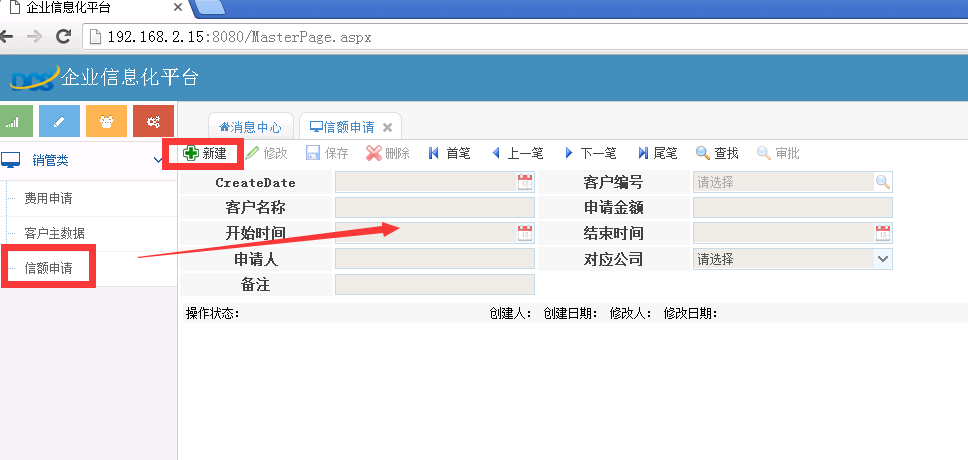 企业信息化平台
192.168.2.15:8080/MasterPage.aspx
DCS 企业信息化平台
消息中心 信额申请
新建 修改 保存 删除 首笔 上一笔 下一笔 尾笔 查找 审批
销管类
费用申请
客户主数据
信额申请
CreateDate 客户编号 请选择
客户名称 申请金额
开始时间 结束时间
申请人 对应公司 请选择
备注
操作状态: 创建人: 创建日期: 修改人: 修改日期: